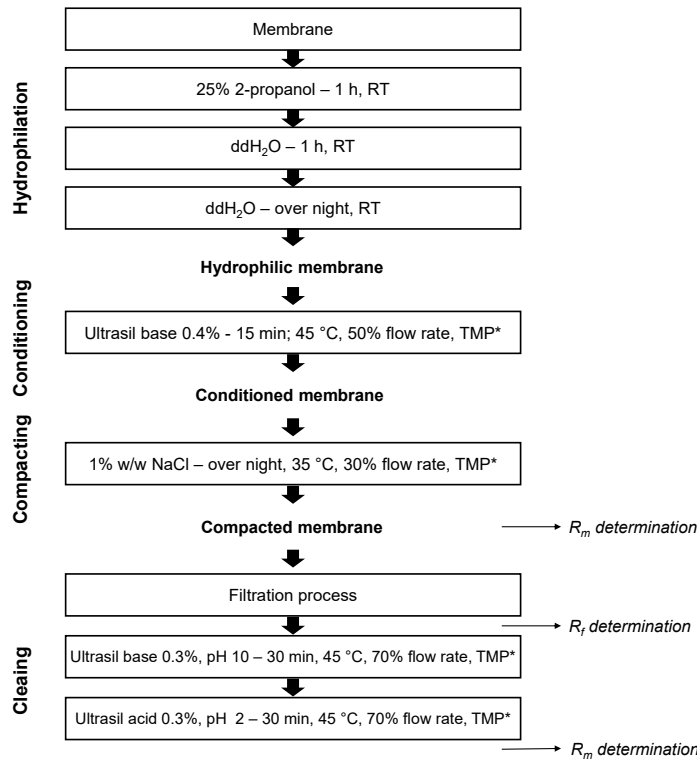 Membrane
Hydrophilation
25% 2-propanol – 1 h, RT
ddH₂O – 1 h, RT
ddH₂O – over night, RT
Hydrophilic membrane
Conditioning
Ultrasil base 0.4% - 15 min; 45 °C, 50% flow rate, TMP*
Conditioned membrane
Compacting
1% w/w NaCl – over night, 35 °C, 30% flow rate, TMP*
Compacted membrane
Rₘ determination
Filtration process
R_f determination
Cleaing
Ultrasil base 0.3%, pH 10 – 30 min, 45 °C, 70% flow rate, TMP*
Ultrasil acid 0.3%, pH 2 – 30 min, 45 °C, 70% flow rate, TMP*
Rₘ determination